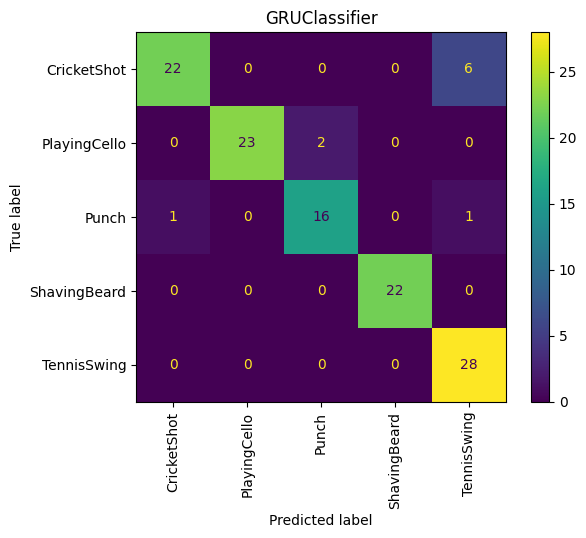 GRUClassifier
CricketShot 22 0 0 0 6
PlayingCello 0 23 2 0 0
Punch 1 0 16 0 1
ShavingBeard 0 0 0 22 0
TennisSwing 0 0 0 0 28
CricketShot
PlayingCello
Punch
ShavingBeard
TennisSwing
Predicted label
True label
25
20
15
10
5
0